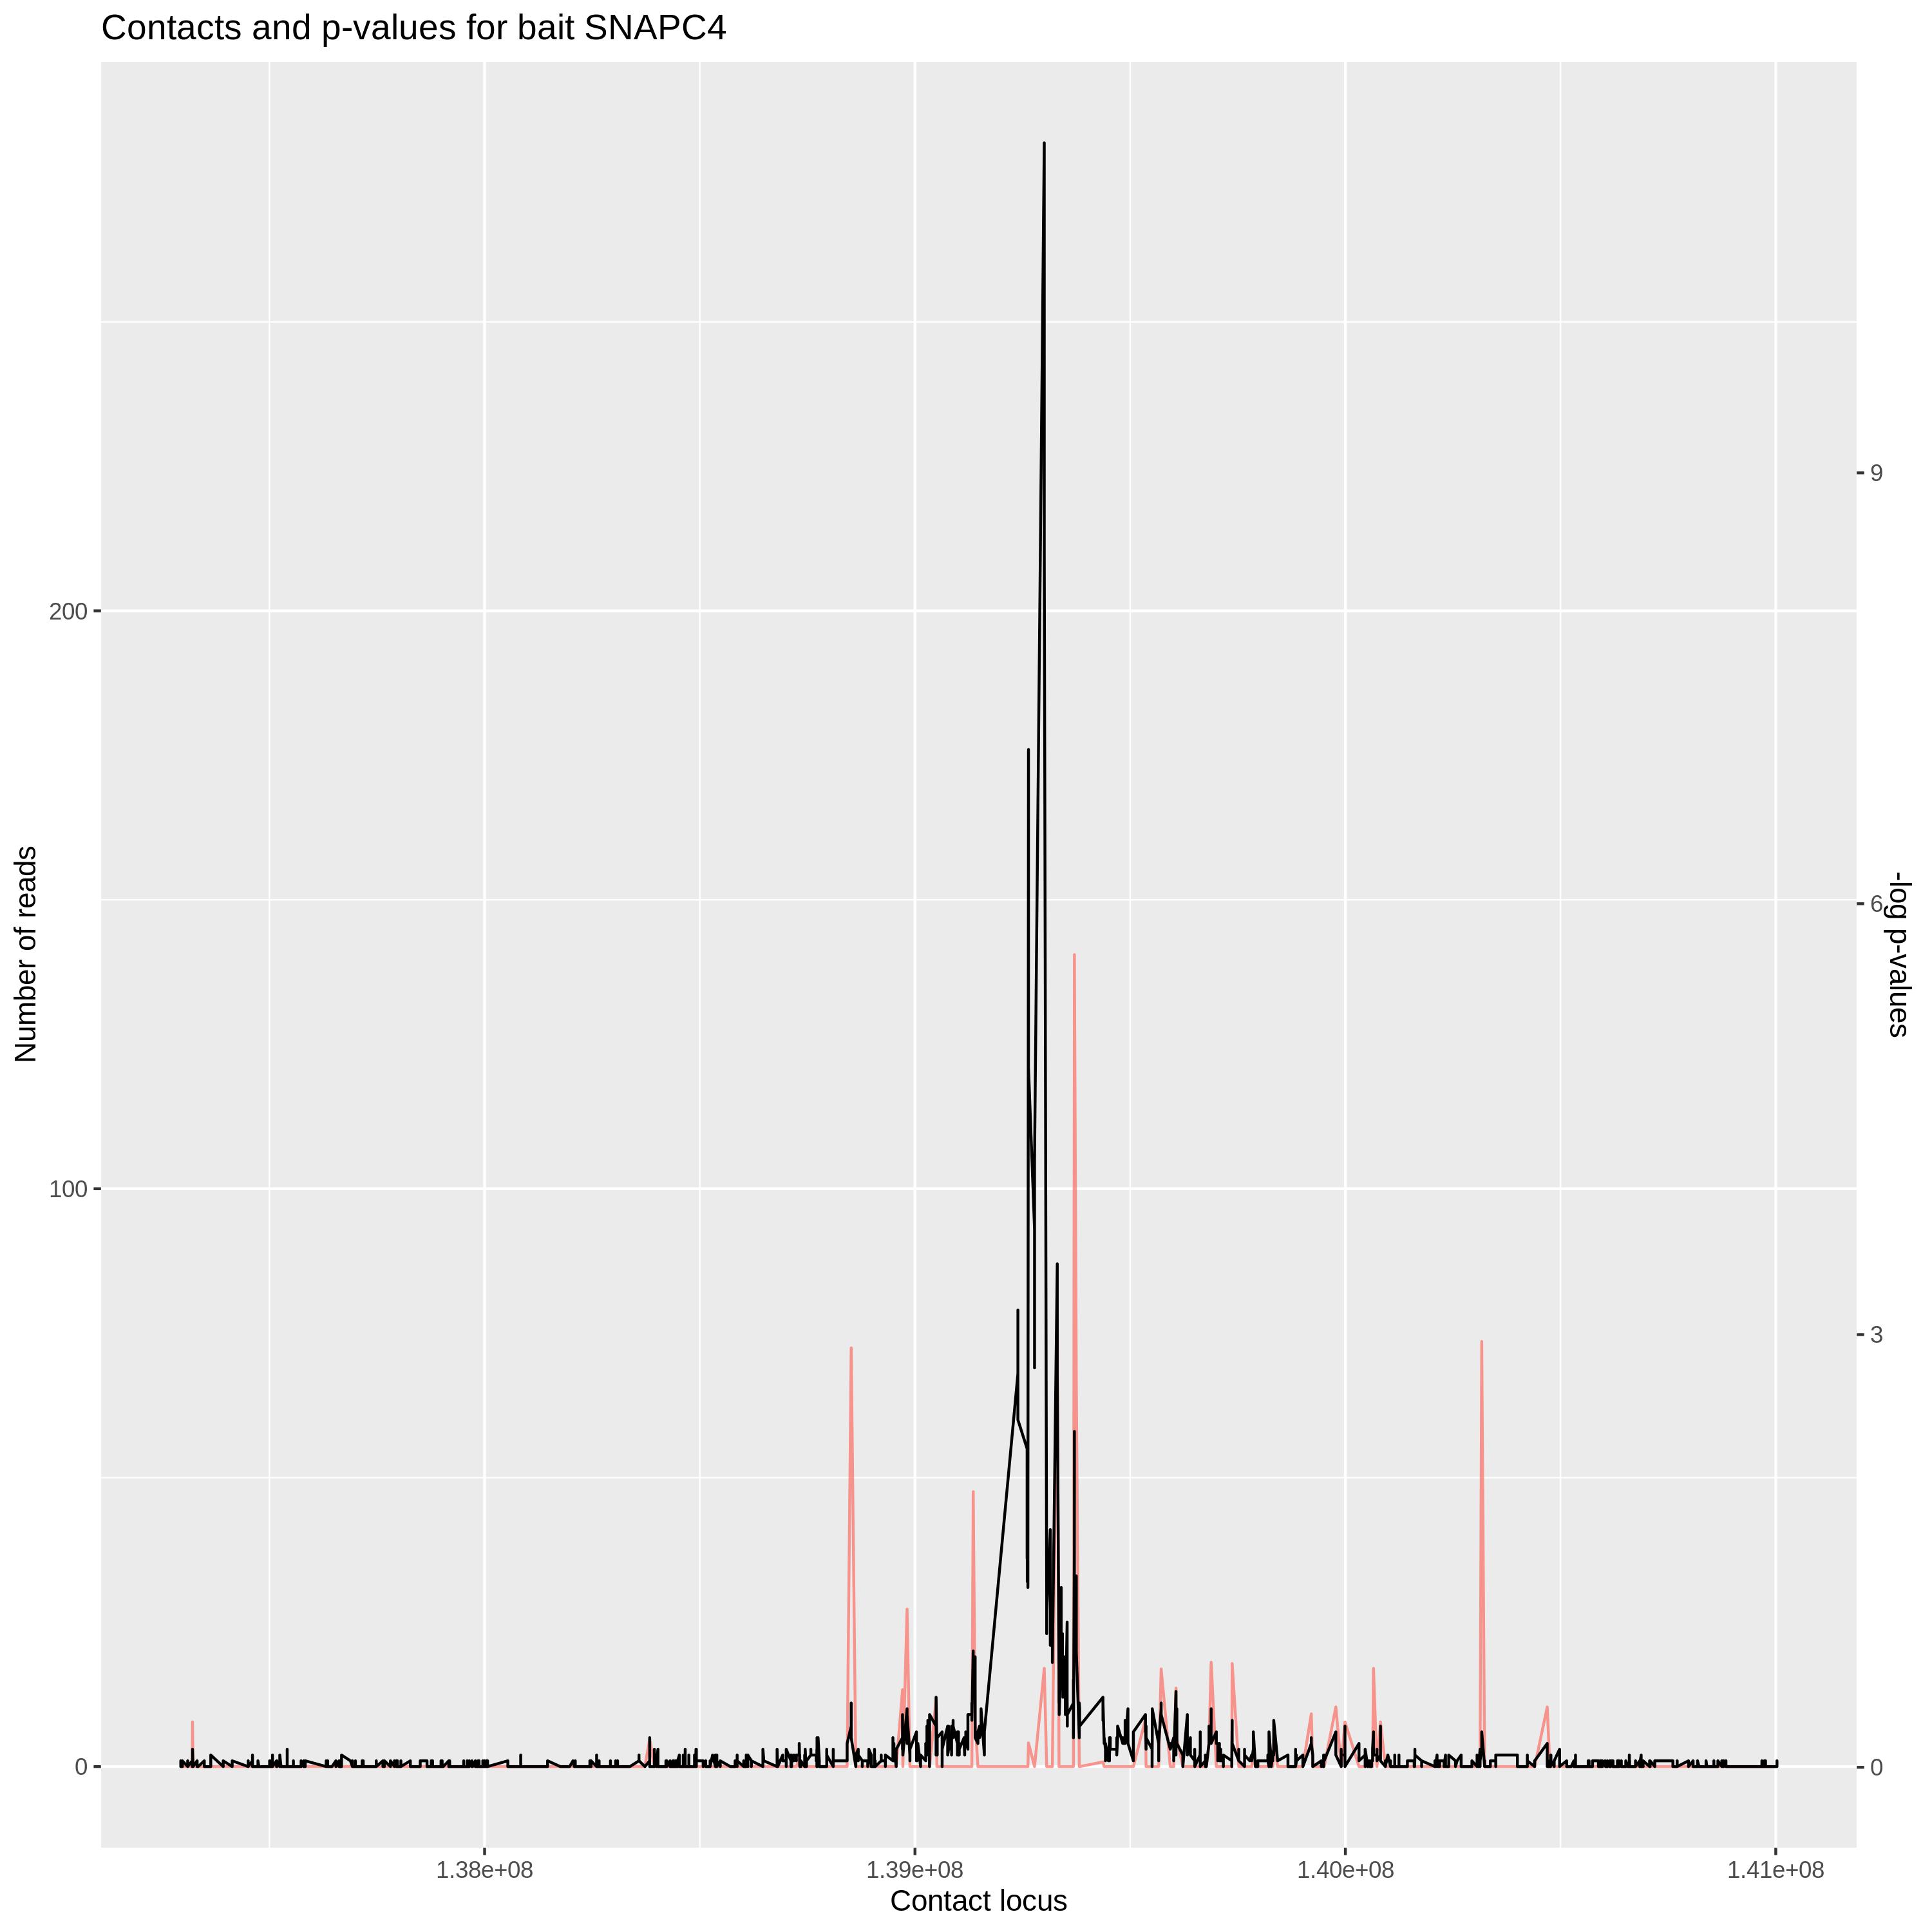 Contacts and p-values for bait SNAPC4
Number of reads
200
100
0
9
6
3
0
-log p-values
1.38e+08
1.39e+08
1.40e+08
1.41e+08
Contact locus